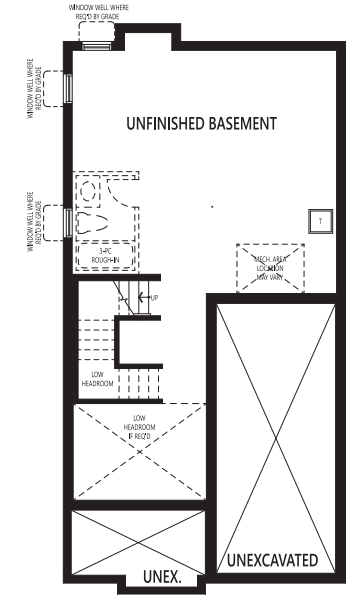 WINDOW WELL WHERE
REQ'D BY GRADE
WINDOW WELL WHERE
REQ'D BY GRADE
UNFINISHED BASEMENT
WINDOW WELL WHERE
REQ'D BY GRADE
T
3-PC
ROUGH-IN
MECH. AREA
LOCATION
MAY VARY
UP
LOW
HEADROOM
LOW
HEADROOM
IF REQ'D
UNEXCAVATED
UNEX.